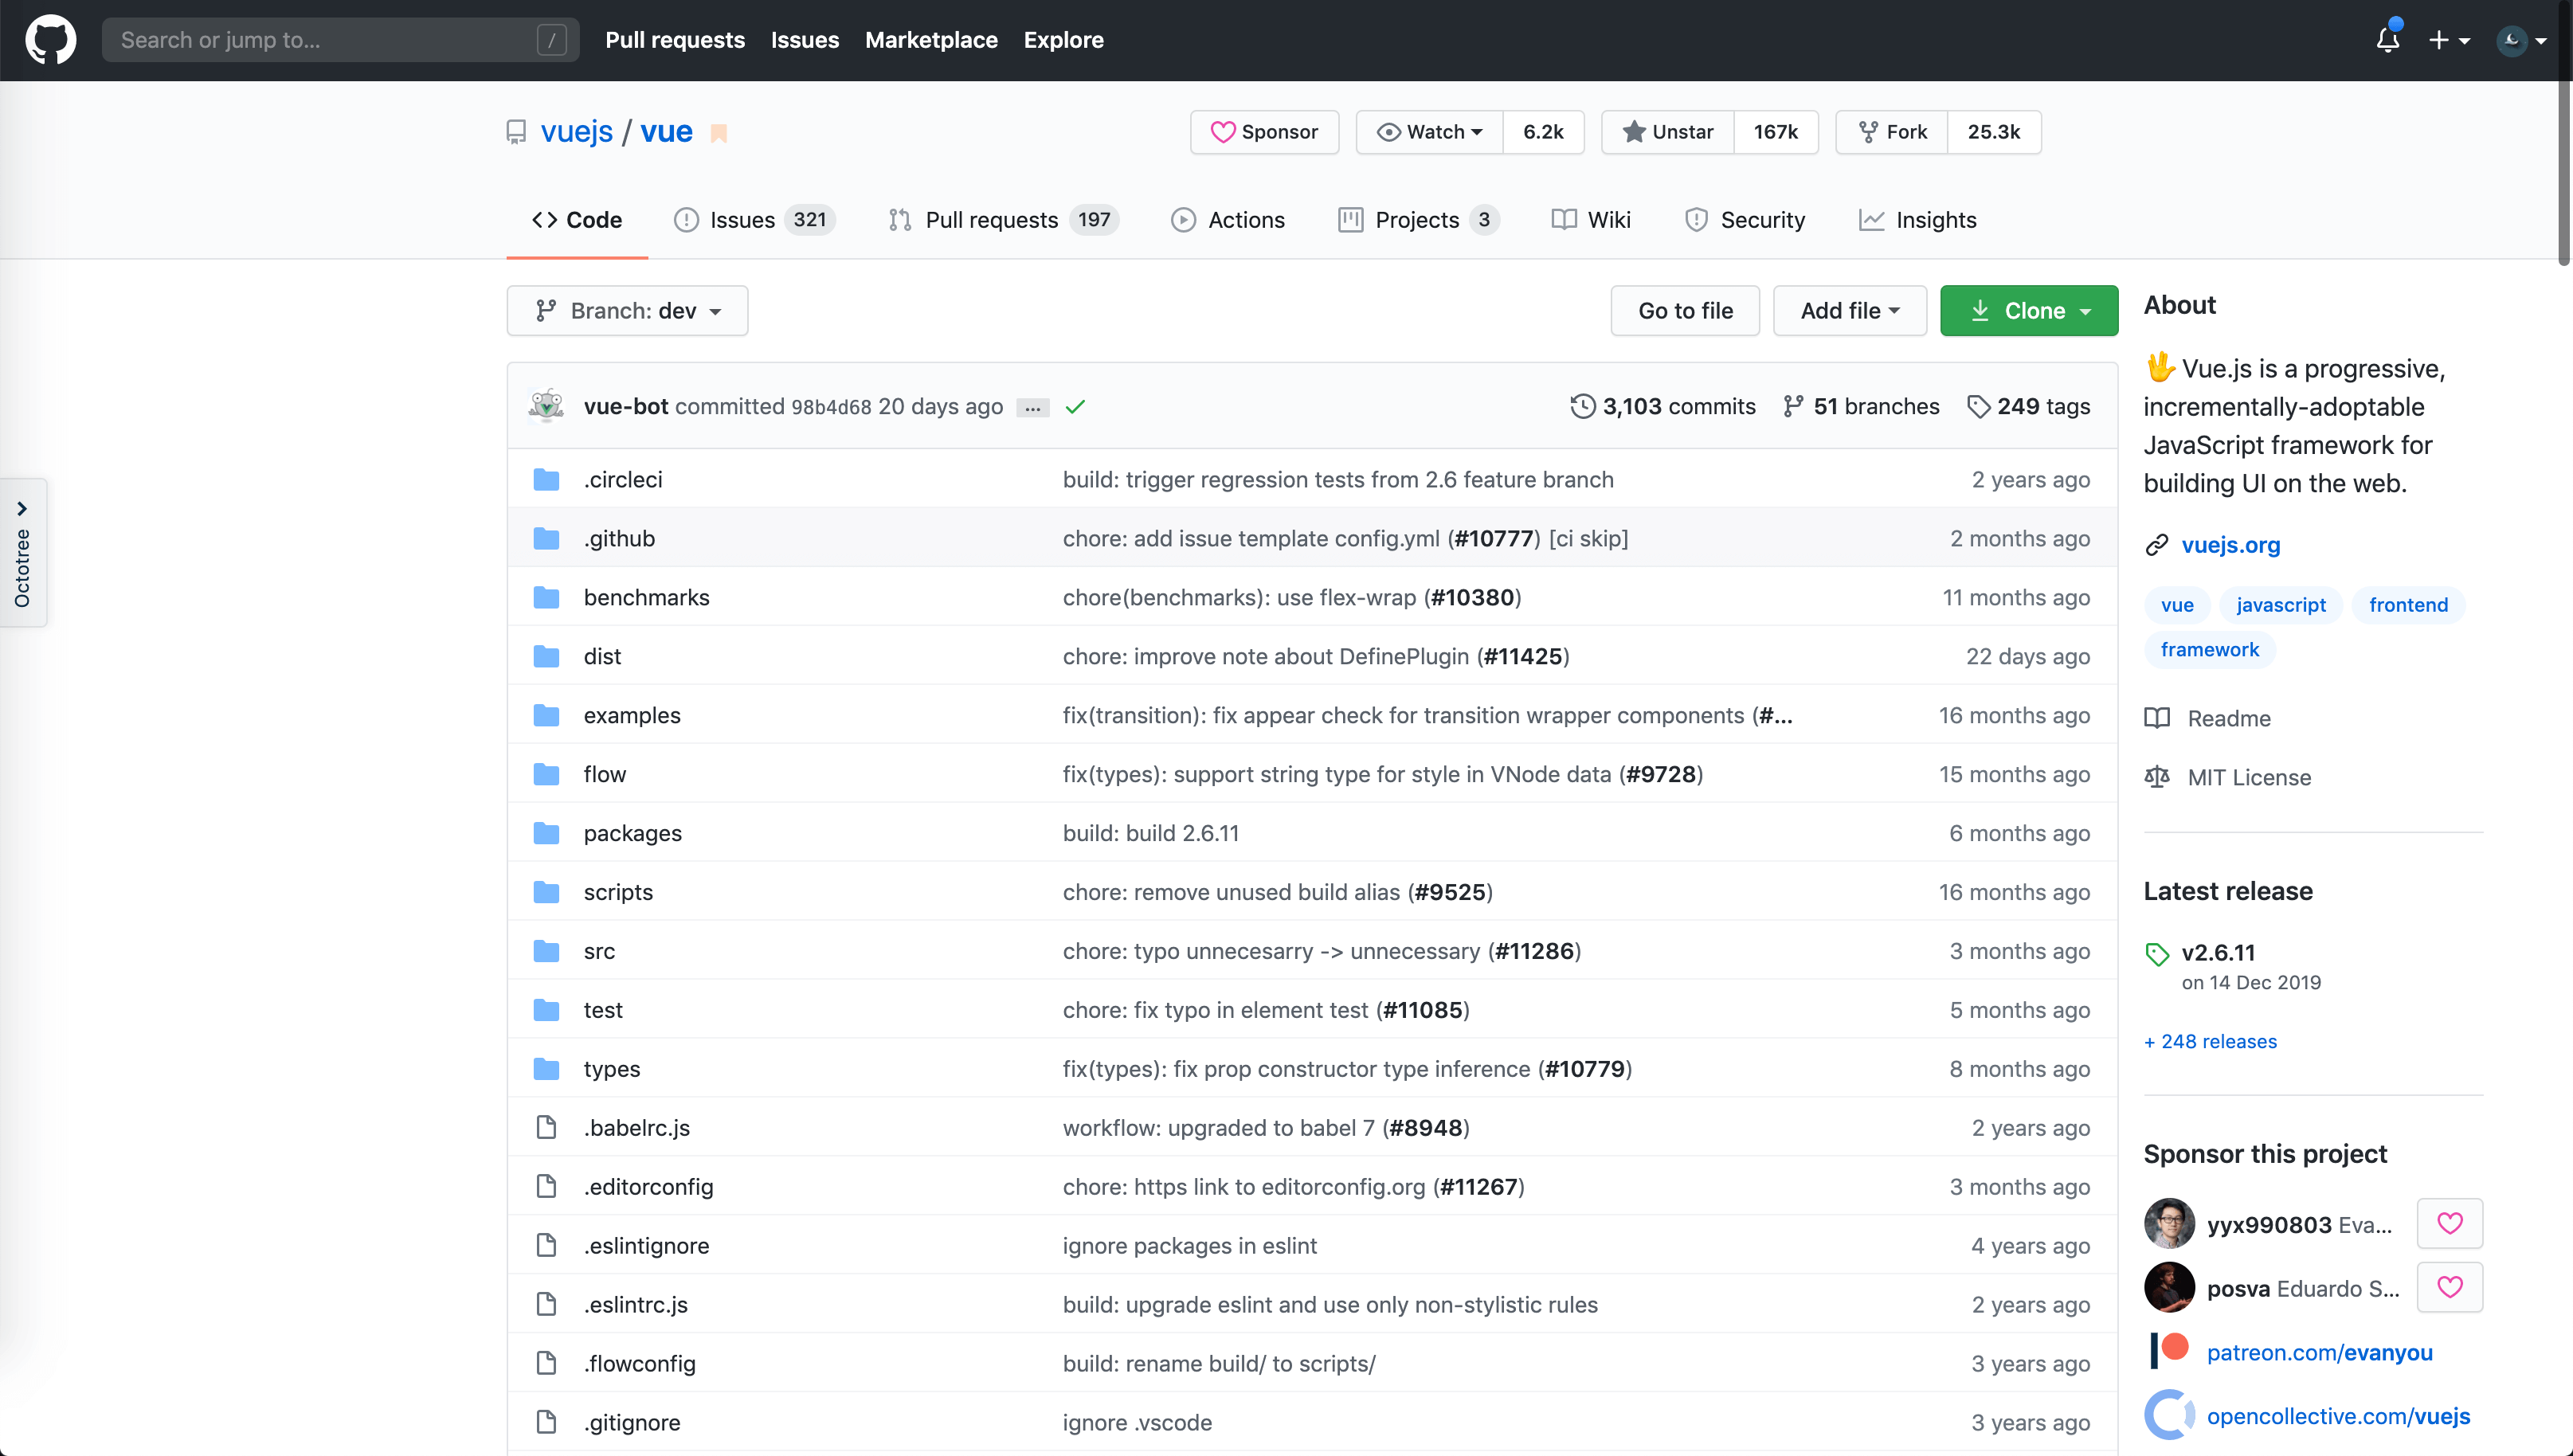 Search or jump to... /
Pull requests Issues Marketplace Explore
vuejs / vue
Sponsor Watch 6.2k Unstar 167k Fork 25.3k
Code Issues 321 Pull requests 197 Actions Projects 3 Wiki Security Insights
Branch: dev Go to file Add file Clone
vue-bot committed 98b4d68 20 days ago ... 3,103 commits 51 branches 249 tags
.circleci build: trigger regression tests from 2.6 feature branch 2 years ago
.github chore: add issue template config.yml (#10777) [ci skip] 2 months ago
benchmarks chore(benchmarks): use flex-wrap (#10380) 11 months ago
dist chore: improve note about DefinePlugin (#11425) 22 days ago
examples fix(transition): fix appear check for transition wrapper components (#... 16 months ago
flow fix(types): support string type for style in VNode data (#9728) 15 months ago
packages build: build 2.6.11 6 months ago
scripts chore: remove unused build alias (#9525) 16 months ago
src chore: typo unnecesarry -> unnecessary (#11286) 3 months ago
test chore: fix typo in element test (#11085) 5 months ago
types fix(types): fix prop constructor type inference (#10779) 8 months ago
.babelrc.js workflow: upgraded to babel 7 (#8948) 2 years ago
.editorconfig chore: https link to editorconfig.org (#11267) 3 months ago
.eslintignore ignore packages in eslint 4 years ago
.eslintrc.js build: upgrade eslint and use only non-stylistic rules 2 years ago
.flowconfig build: rename build/ to scripts/ 3 years ago
.gitignore ignore .vscode 3 years ago
Octotree
About
🖖 Vue.js is a progressive,
incrementally-adoptable
JavaScript framework for
building UI on the web.
vuejs.org
vue javascript frontend
framework
Readme
MIT License
Latest release
v2.6.11
on 14 Dec 2019
+ 248 releases
Sponsor this project
yyx990803 Eva...
posva Eduardo S...
patreon.com/evanyou
opencollective.com/vuejs